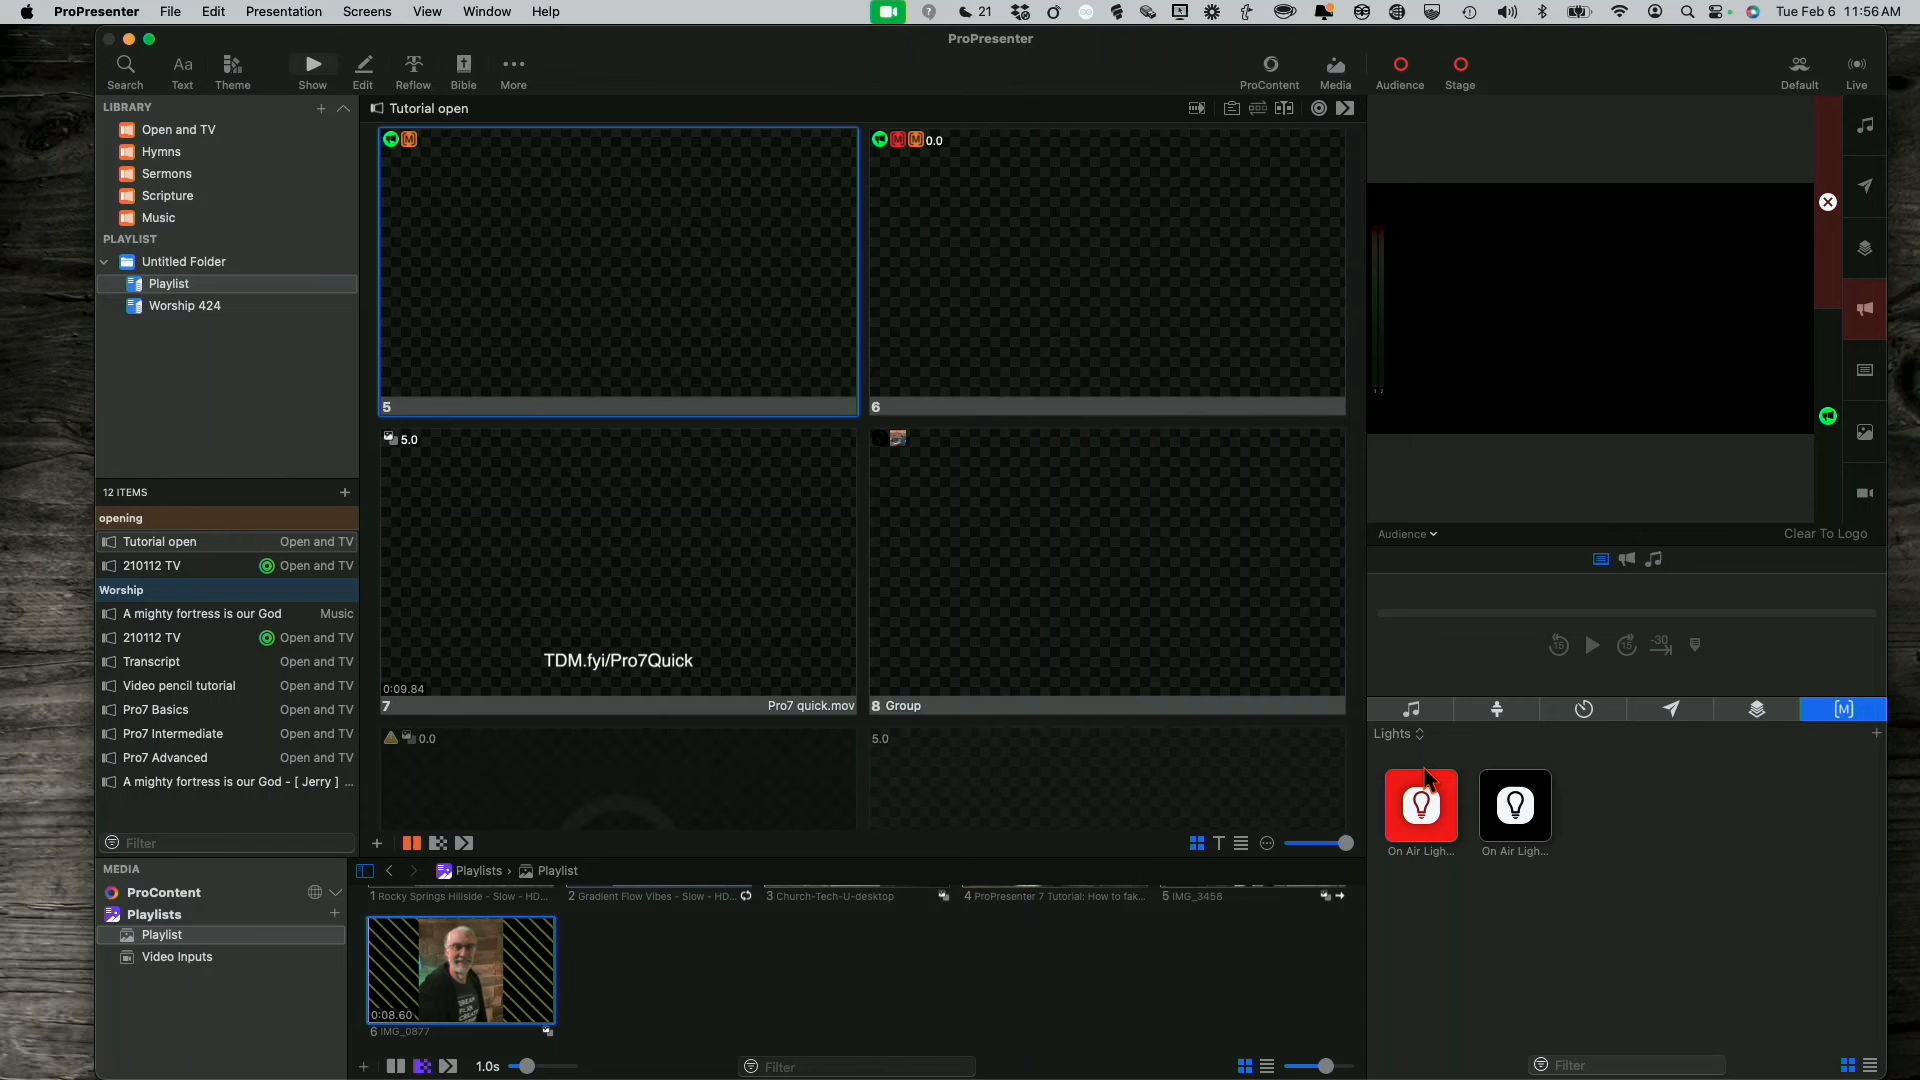 ProPresenter File Edit Presentation Screens View Window Help 21 Tue Feb 6 11:56 AM
ProPresenter
Search Text Theme Show Edit Reflow Bible More ProContent Media Audience Stage Default Live
LIBRARY
Open and TV
Hymns
Sermons
Scripture
Music
PLAYLIST
Untitled Folder
Playlist
Worship 424
12 ITEMS
opening
Tutorial open Open and TV
210112 TV Open and TV
Worship
A mighty fortress is our God Music
210112 TV Open and TV
Transcript Open and TV
Video pencil tutorial Open and TV
Pro7 Basics Open and TV
Pro7 Intermediate Open and TV
Pro7 Advanced Open and TV
A mighty fortress is our God - [ Jerry ] ...
Filter
MEDIA
ProContent
Playlists
Playlist
Video Inputs
Tutorial open
0.0
5
6
5.0
TDM.fyi/Pro7Quick
0:09.84
7 Pro7 quick.mov
8 Group
0.0
5.0
Playlists › Playlist
1 Rocky Springs Hillside - Slow - HD...
2 Gradient Flow Vibes - Slow - HD...
3 Church-Tech-U-desktop
4 ProPresenter 7 Tutorial: How to fak...
5 IMG_3458
0:08.60
6 IMG_0877
1.0s
Filter
1 2
Audience
Clear To Logo
15
15
-30
[M]
Lights
On Air Ligh...
On Air Ligh...
Filter